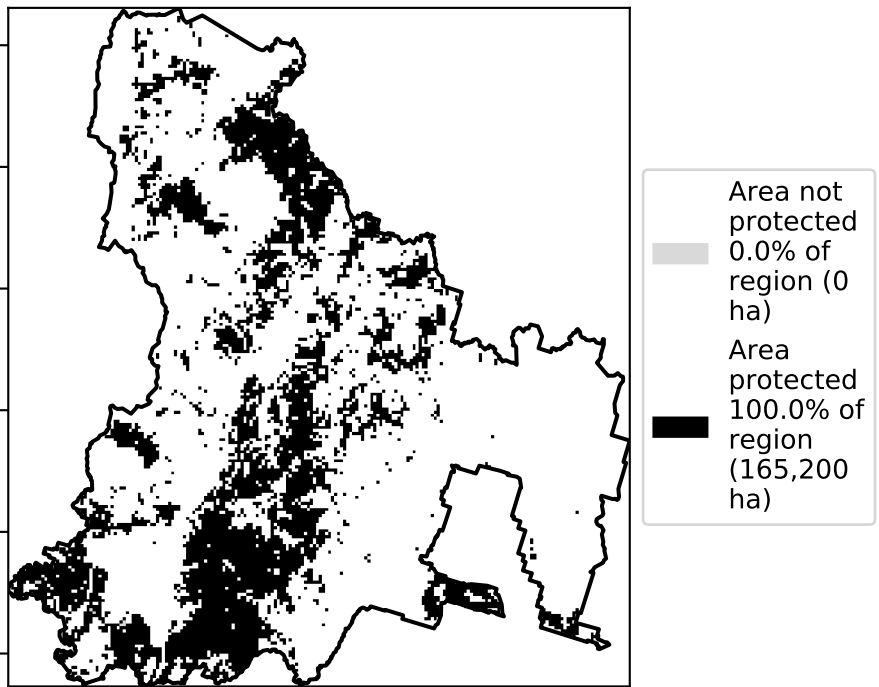 Area not
protected
0.0% of
region (0
ha)
Area
protected
100.0% of
region
(165,200
ha)